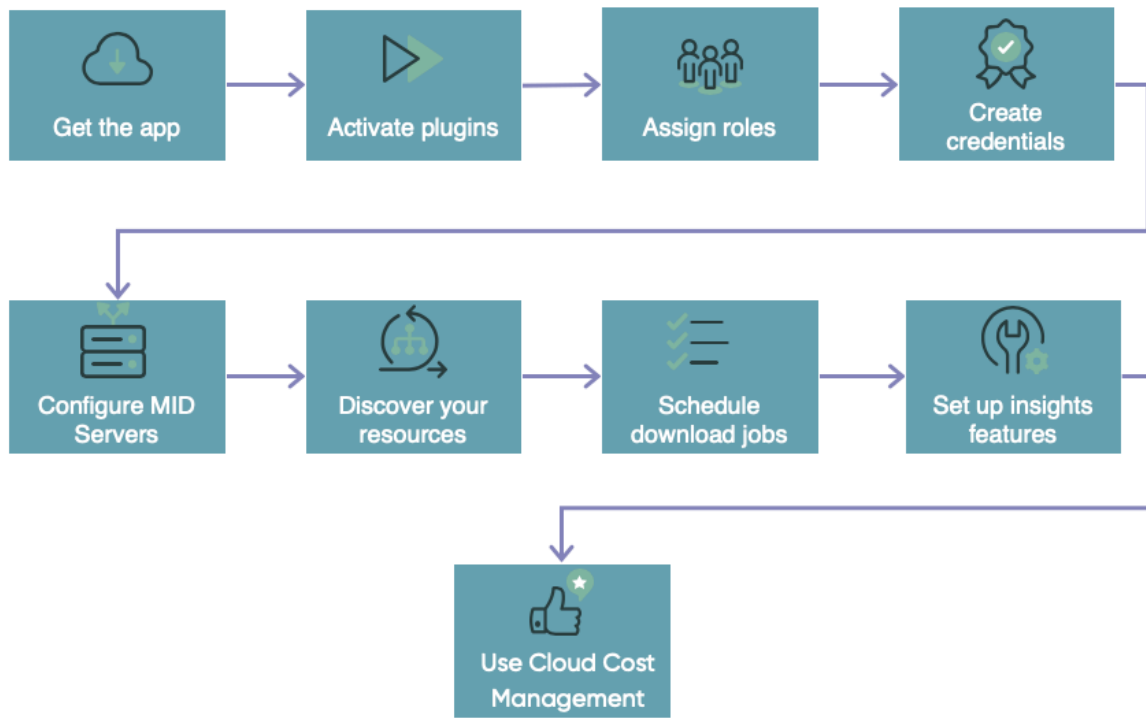 Get the app
Activate plugins
Assign roles
Create
credentials
Configure MID
Servers
Discover your
resources
Schedule
download jobs
Set up insights
features
Use Cloud Cost
Management